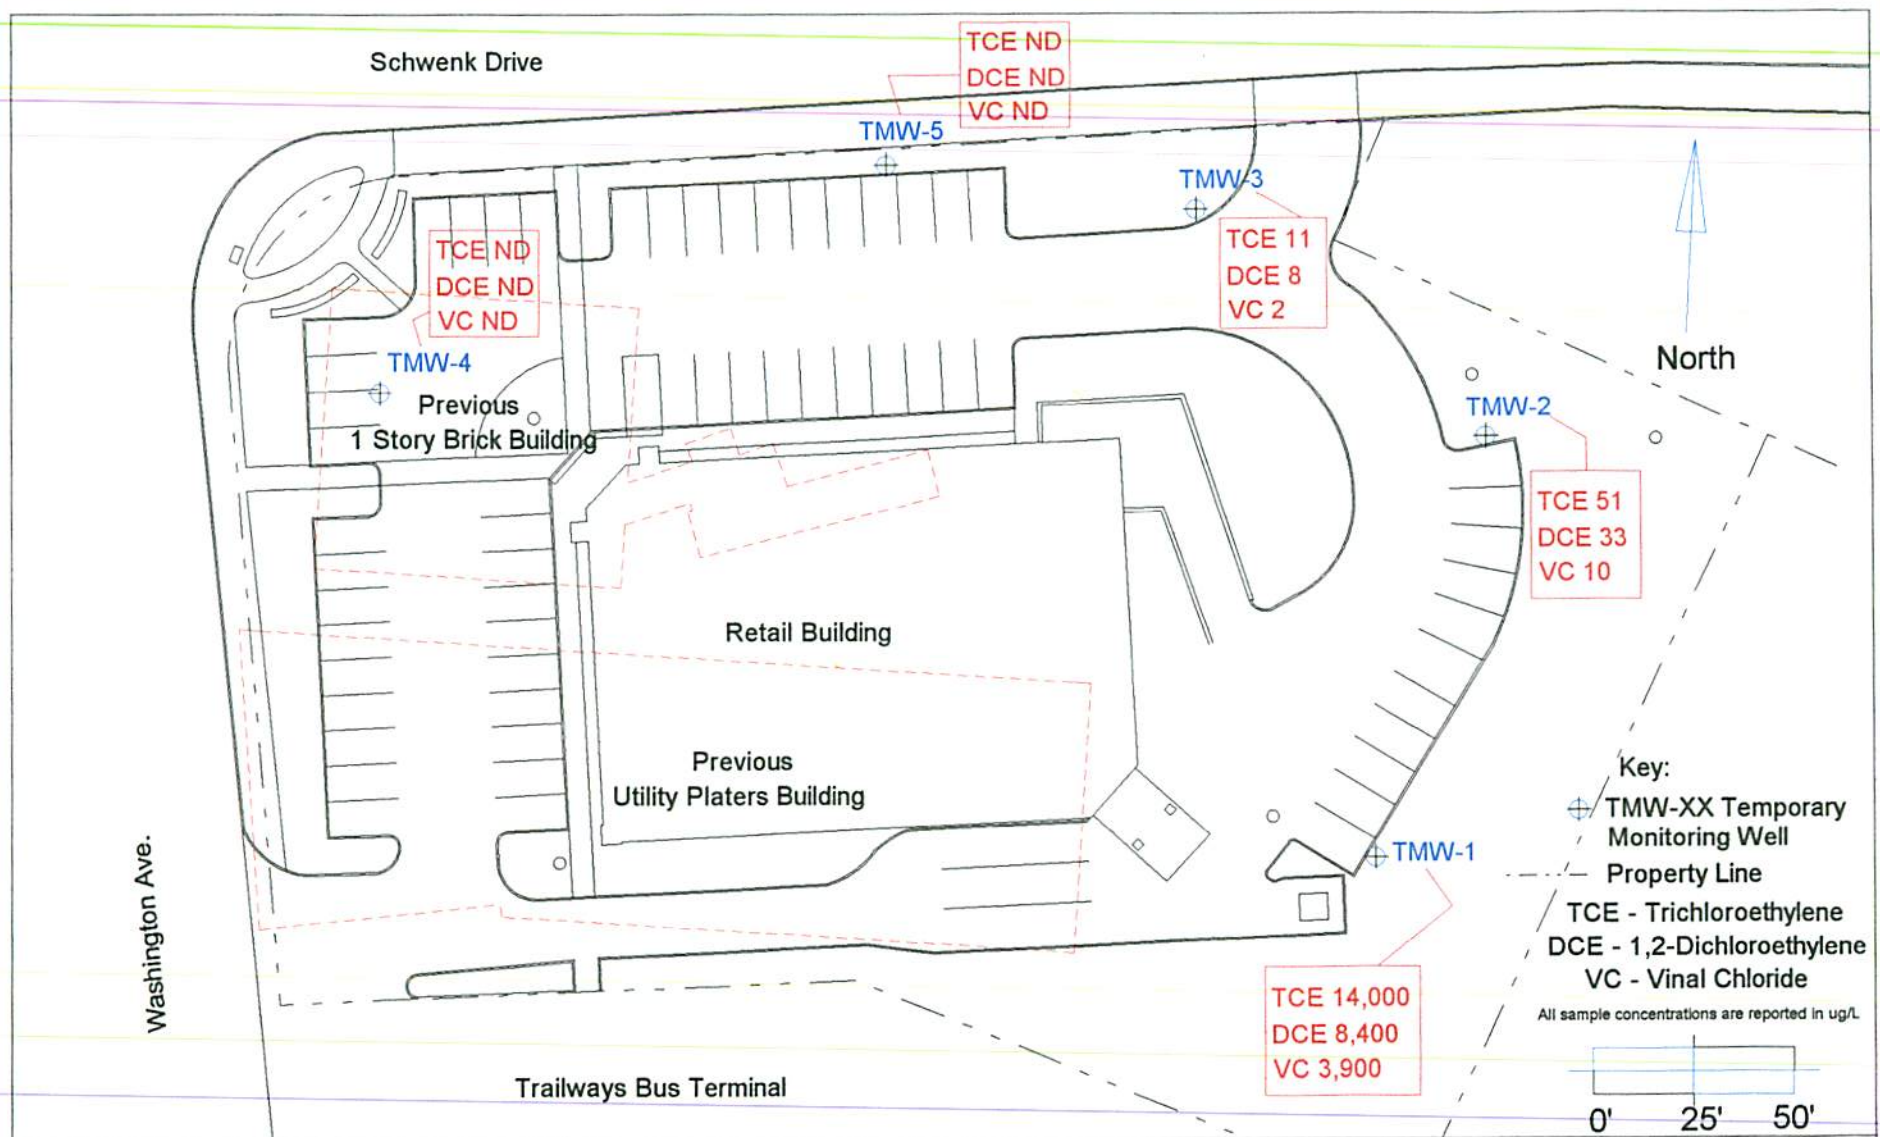 Schwenk Drive
TCE ND
DCE ND
VC ND
TMW-5
TMW-3
TCE 11
DCE 8
VC 2
TCE ND
DCE ND
VC ND
TMW-4
Previous
1 Story Brick Building
North
TMW-2
TCE 51
DCE 33
VC 10
Retail Building
Previous
Utility Platers Building
Washington Ave.
TMW-1
TCE 14,000
DCE 8,400
VC 3,900
Trailways Bus Terminal
Key:
TMW-XX Temporary
Monitoring Well
Property Line
TCE - Trichloroethylene
DCE - 1,2-Dichloroethylene
VC - Vinal Chloride
All sample concentrations are reported in ug/L
0' 25' 50'